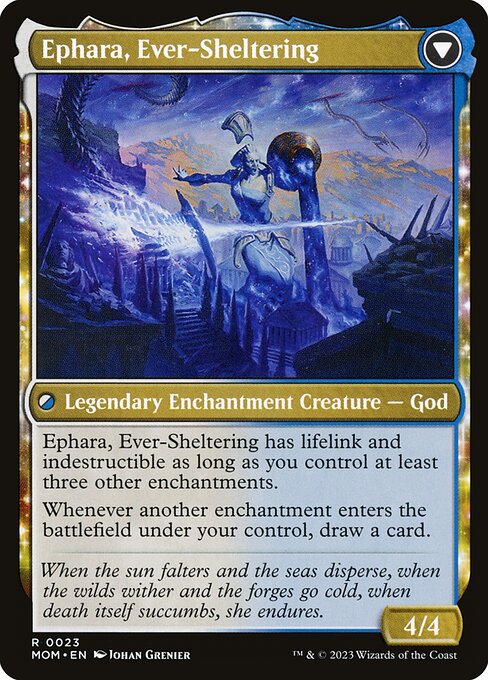 Ephara, Ever-Sheltering
Legendary Enchantment Creature — God
Ephara, Ever-Sheltering has lifelink and
indestructible as long as you control at least
three other enchantments.
Whenever another enchantment enters the
battlefield under your control, draw a card.
When the sun falters and the seas disperse, when
the wilds wither and the forges go cold, when
death itself succumbs, she endures.
4/4
R 0023
MOM • EN Johan Grenier
™ & © 2023 Wizards of the Coast